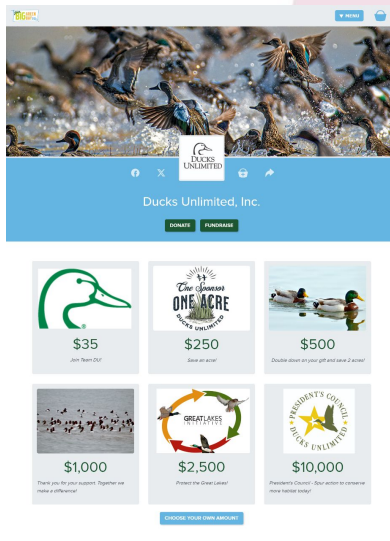 BIG GREEN
MENU
DUCKS
UNLIMITED
Ducks Unlimited, Inc.
DONATE FUNDRAISE
One Sponsor
ONE ACRE
DUCKS UNLIMITED
$35
Join Team DU!
$250
Save an acre!
$500
Double down on your gift and save 2 acres!
GREAT LAKES
INITIATIVE
PRESIDENT'S COUNCIL
DUCKS UNLIMITED
$1,000
Thank you for your support. Together we
make a difference!
$2,500
Protect the Great Lakes!
$10,000
President's Council - Spur action to conserve
more habitat today!
CHOOSE YOUR OWN AMOUNT